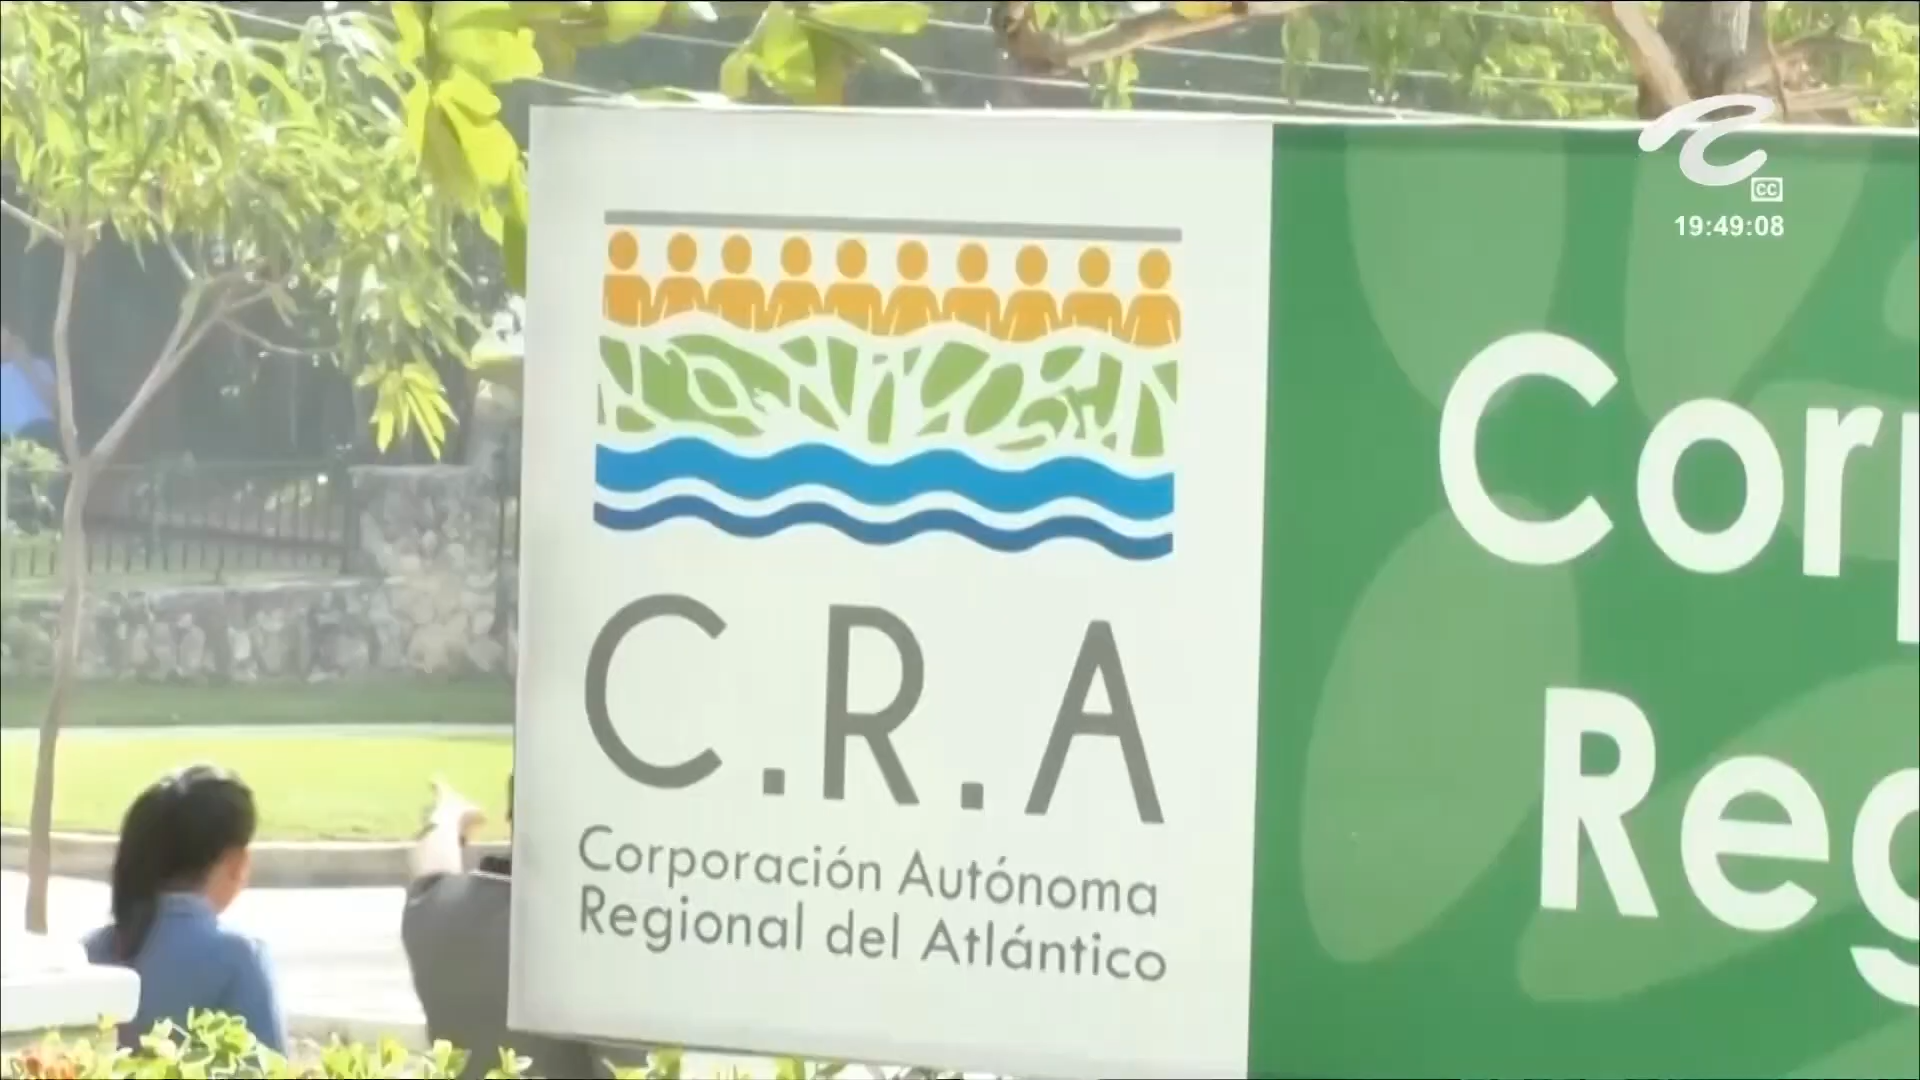 CC
19:49:08
C.R.A
Corporación Autónoma
Regional del Atlántico
Cor
Reg